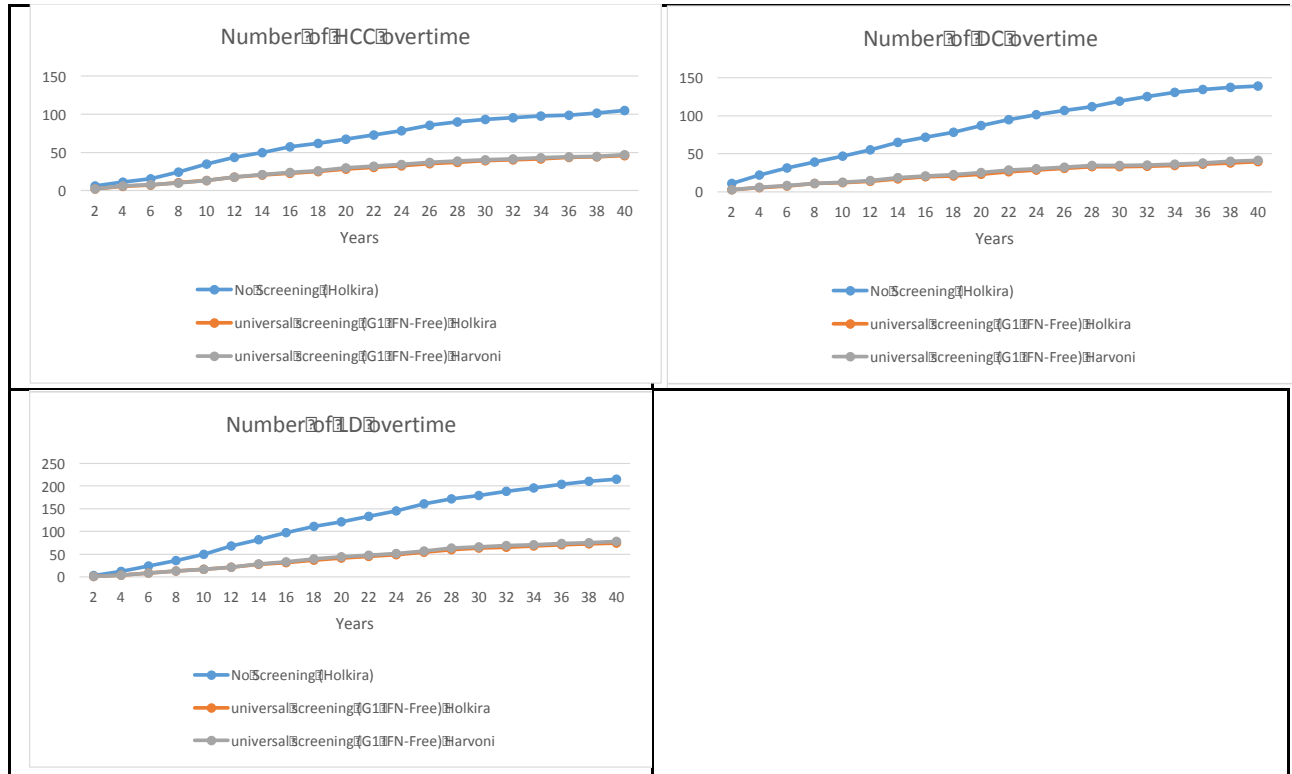 Number of HCC overtime
150
100
50
0
2 4 6 8 10 12 14 16 18 20 22 24 26 28 30 32 34 36 38 40
Years
No Screening (Holkira)
universal screening (G1 IFN-Free) Holkira
universal screening (G1 IFN-Free) Harvoni
Number of DC overtime
150
100
50
0
2 4 6 8 10 12 14 16 18 20 22 24 26 28 30 32 34 36 38 40
Years
No Screening (Holkira)
universal screening (G1 IFN-Free) Holkira
universal screening (G1 IFN-Free) Harvoni
Number of LD overtime
250
200
150
100
50
0
2 4 6 8 10 12 14 16 18 20 22 24 26 28 30 32 34 36 38 40
Years
No Screening (Holkira)
universal screening (G1 IFN-Free) Holkira
universal screening (G1 IFN-Free) Harvoni